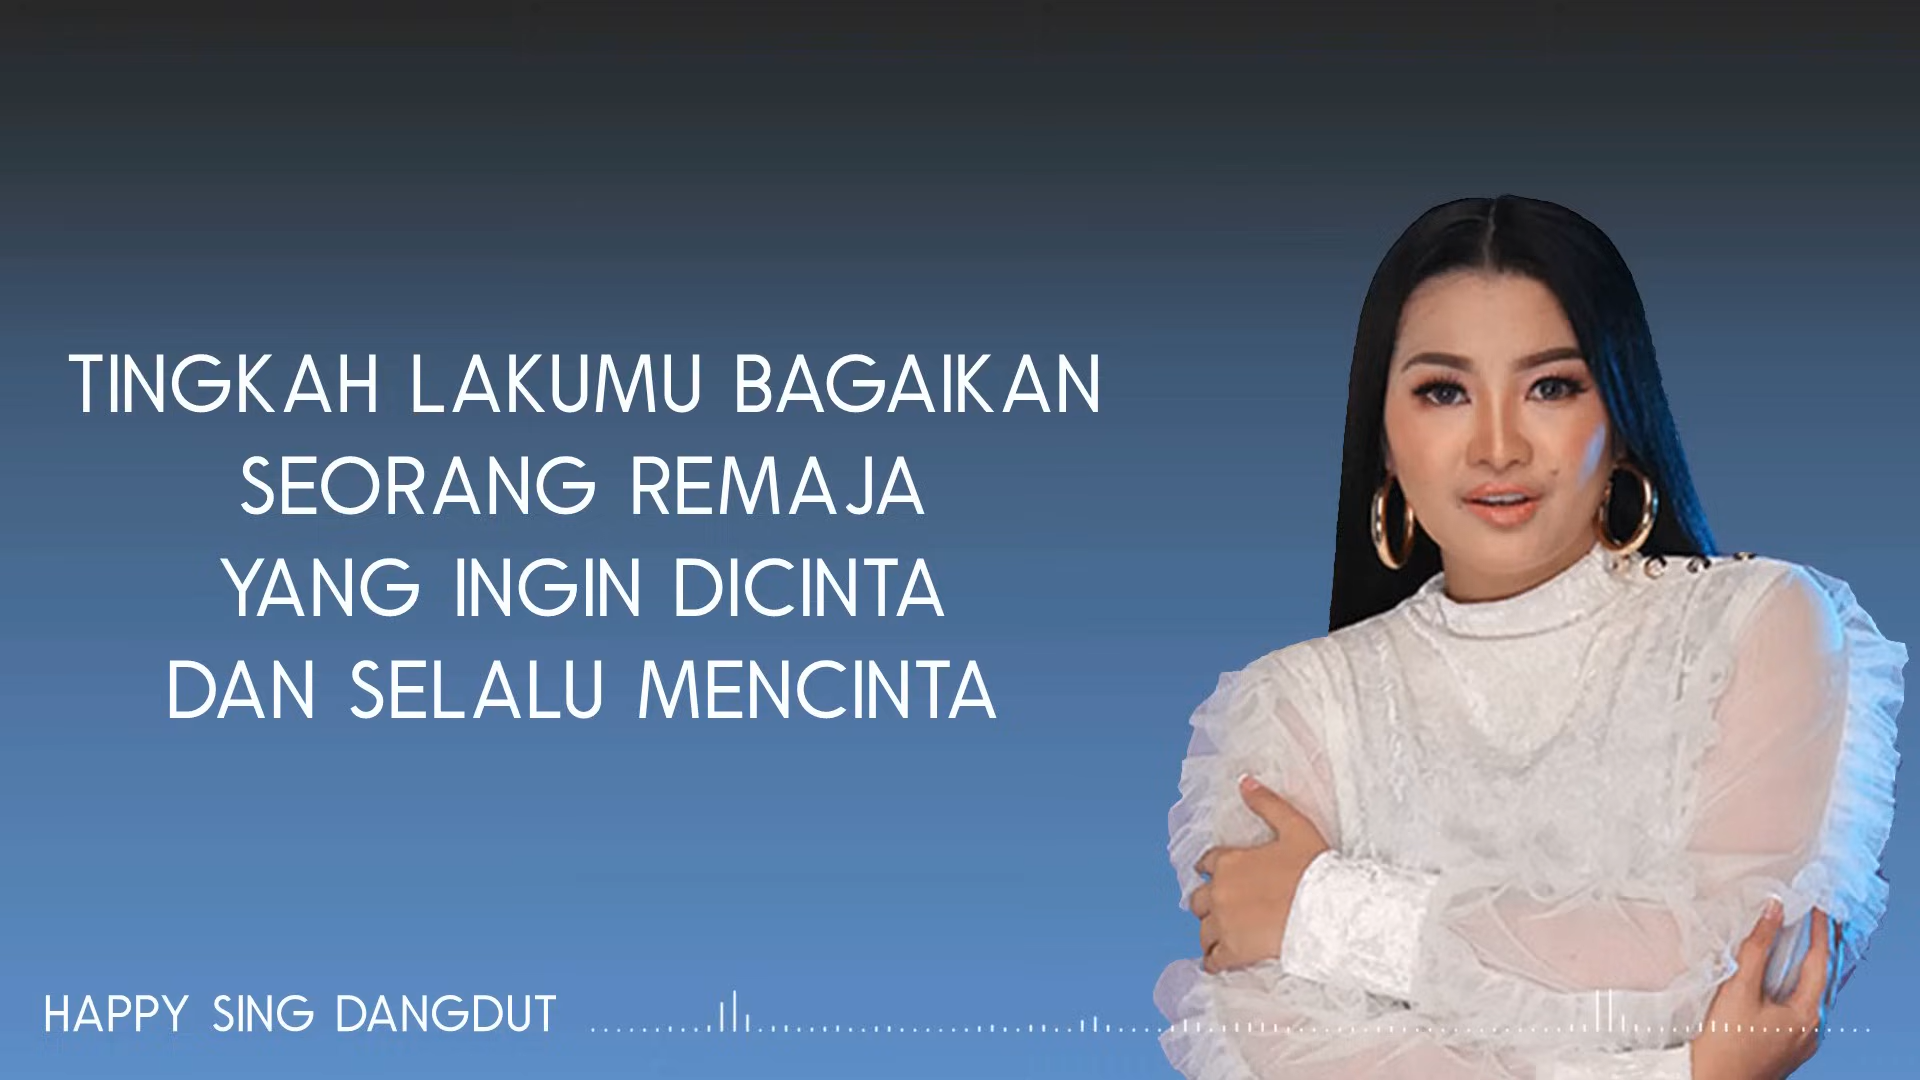 TINGKAH LAKUMU BAGAIKAN
SEORANG REMAJA
YANG INGIN DICINTA
DAN SELALU MENCINTA
HAPPY SING DANGDUT